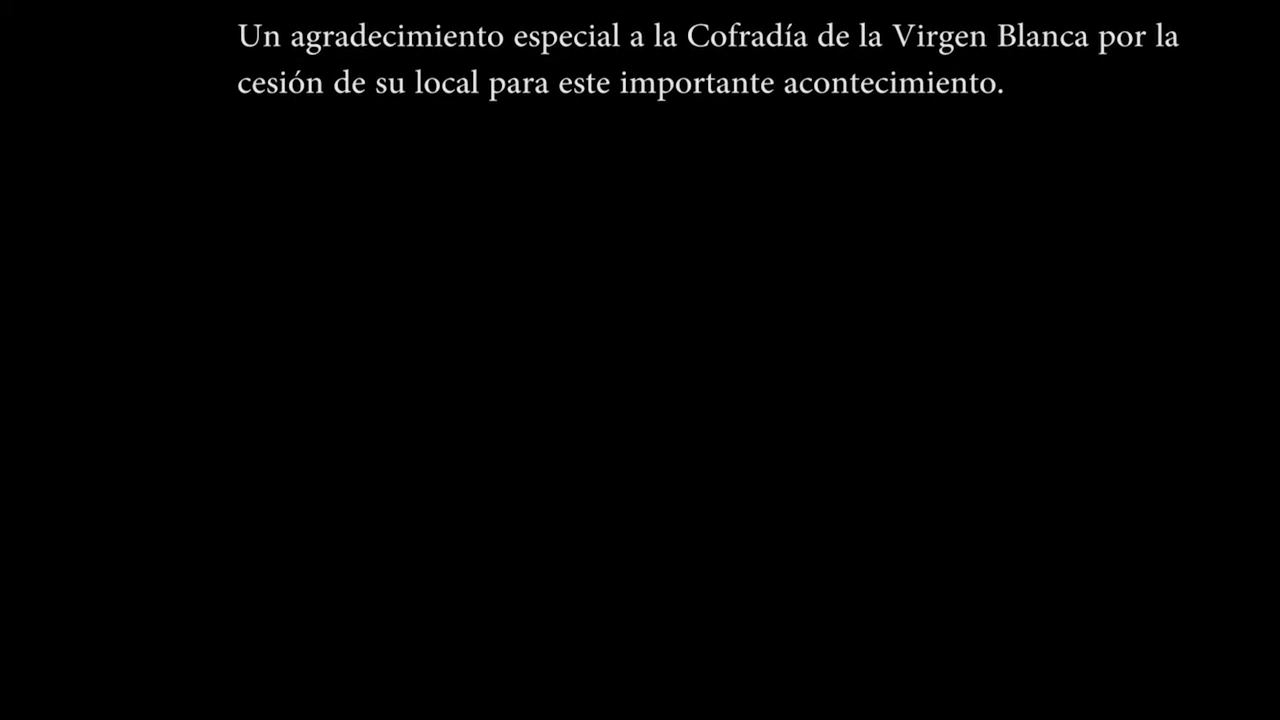 Un agradecimiento especial a la Cofradía de la Virgen Blanca por la
cesión de su local para este importante acontecimiento.